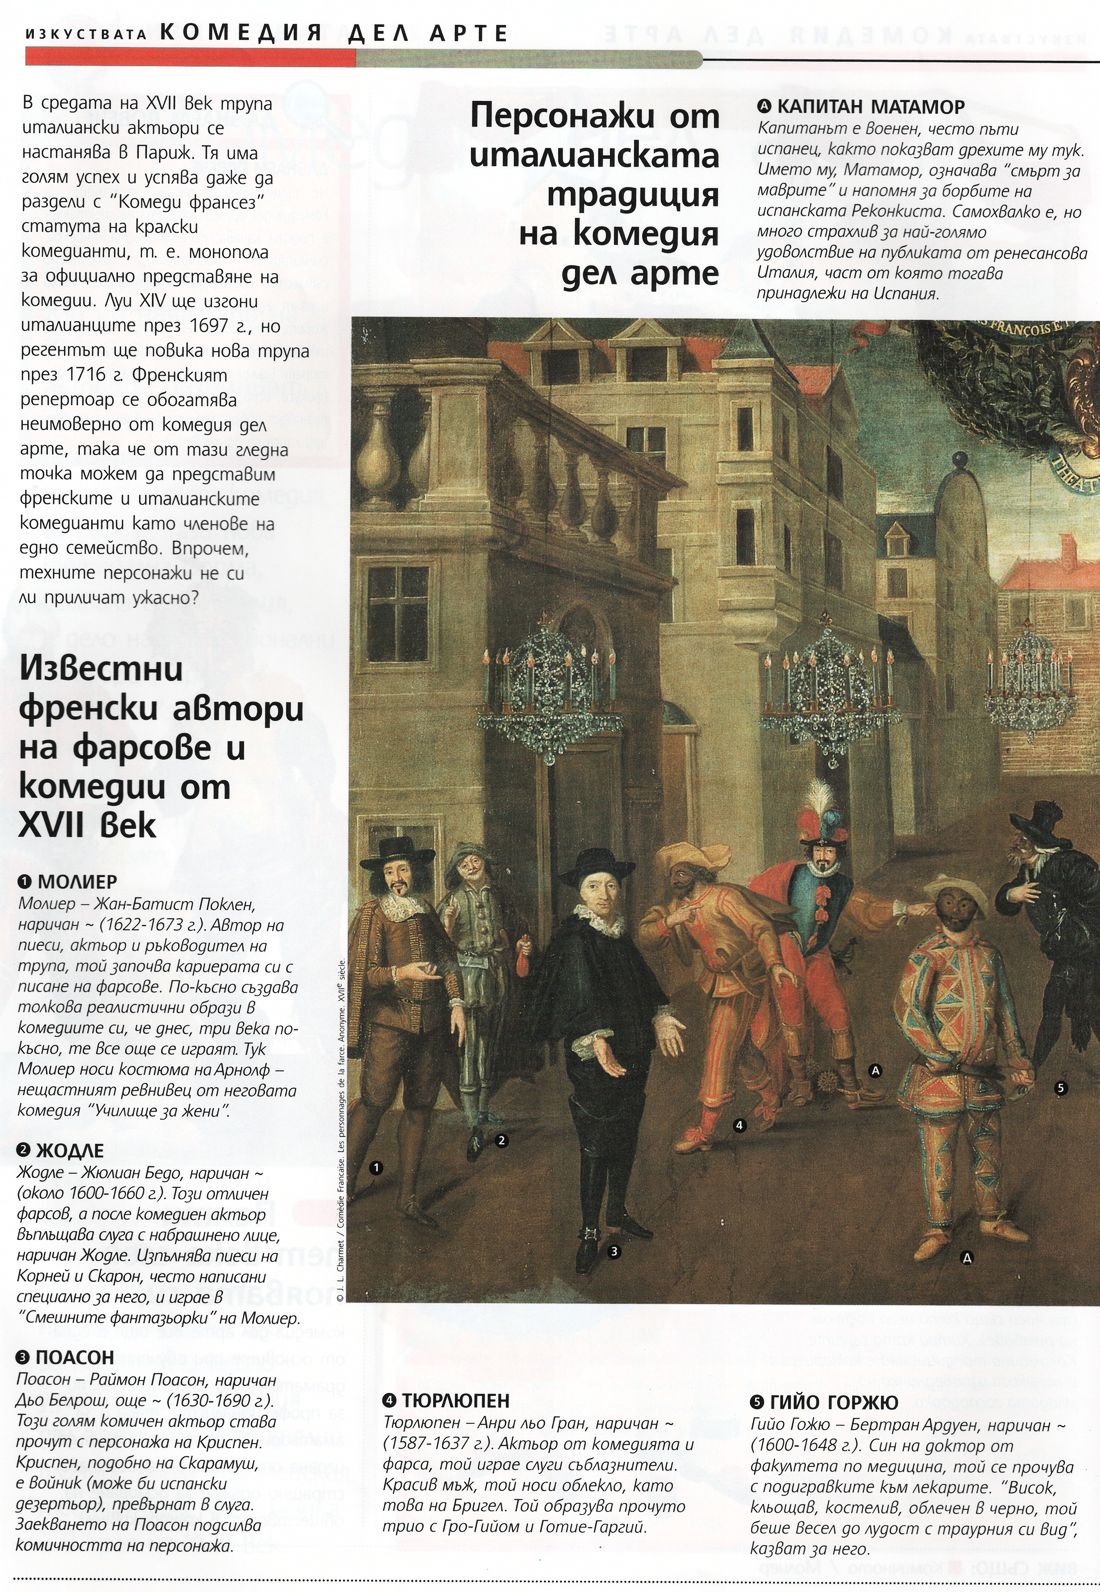 ИЗКУСТВАТА КОМЕДИЯ ДЕЛ АРТЕ
В средата на XVII век трупа
италиански актьори се
настанява в Париж. Тя има
голям успех и успява даже да
раздели с “Комеди франсез”
статута на кралски
комедианти, т. е. монопола
за официално представяне на
комедии. Луи XIV ще изгони
италианците през 1697 г., но
регентът ще повика нова трупа
през 1716 г. Френският
репертоар се обогатява
неимоверно от комедия дел
арте, така че от тази гледна
точка можем да представим
френските и италианските
комедианти като членове на
едно семейство. Впрочем,
техните персонажи не си
ли приличат ужасно?
Известни
френски автори
на фарсове и
комедии от
XVII век
1 МОЛИЕР
Молиер – Жан-Батист Поклен,
наричан ~ (1622-1673 г.). Автор на
пиеси, актьор и ръководител на
трупа, той започва кариерата си с
писане на фарсове. По-късно създава
толкова реалистични образи в
комедиите си, че днес, три века по-
късно, те все още се играят. Тук
Молиер носи костюма на Арнолф –
нещастният ревнивец от неговата
комедия “Училище за жени”.
2 ЖОДЛЕ
Жодле – Жюлиан Бедо, наричан ~
(около 1600-1660 г.). Този отличен
фарсов, а после комедиен актьор
въплъщава слуга с набрашнено лице,
наричан Жодле. Изпълнява пиеси на
Корней и Скарон, често написани
специално за него, и играе в
“Смешните фантазьорки” на Молиер.
3 ПОАСОН
Поасон – Раймон Поасон, наричан
Дьо Белрош, още ~ (1630-1690 г.).
Този голям комичен актьор става
прочут с персонажа на Криспен.
Криспен, подобно на Скарамуш,
е войник (може би испански
дезертьор), превърнат в слуга.
Заекването на Поасон подсилва
комичността на персонажа.
Персонажи от
италианската
традиция
на комедия
дел арте
А КАПИТАН МАТАМОР
Капитанът е военен, често пъти
испанец, както показват дрехите му тук.
Името му, Матамор, означава “смърт за
маврите” и напомня за борбите на
испанската Реконкиста. Самохвалко е, но
много страхлив за най-голямо
удоволствие на публиката от ренесансова
Италия, част от която тогава
принадлежи на Испания.
S FRANÇOIS ET
THEAT
© J. L. Charmet / Comédie Francaise. Les personnages de la farce. Anonyme. XVIIe siècle.
1
2
3
4
А
А
5
4 ТЮРЛЮПЕН
Тюрлюпен – Анри льо Гран, наричан ~
(1587-1637 г.). Актьор от комедията и
фарса, той играе слуги съблазнители.
Красив мъж, той носи облекло, като
това на Бригел. Той образува прочуто
трио с Гро-Гийом и Готие-Гаргий.
5 ГИЙО ГОРЖЮ
Гийо Гожю – Бертран Ардуен, наричан ~
(1600-1648 г.). Син на доктор от
факултета по медицина, той се прочува
с подигравките към лекарите. “Висок,
кльощав, костелив, облечен в черно, той
беше весел до лудост с траурния си вид”,
казват за него.